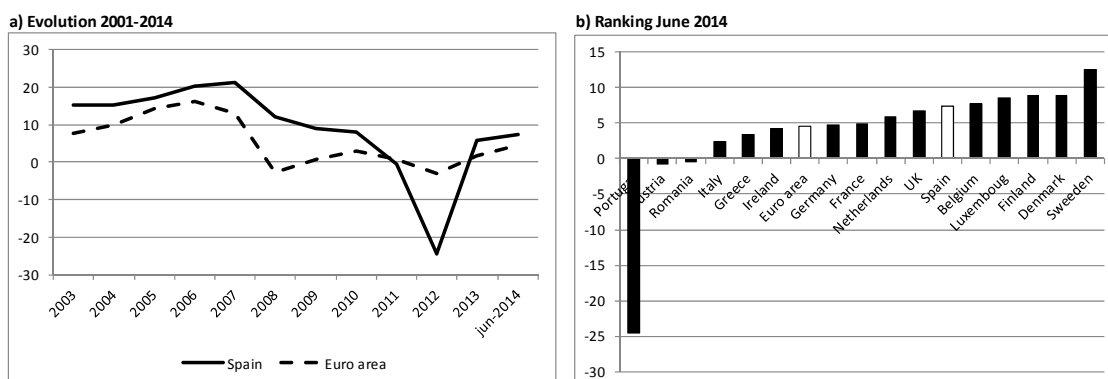 a) Evolution 2001-2014
30
20
10
0
-10
-20
-30
2003
2004
2005
2006
2007
2008
2009
2010
2011
2012
2013
jun-2014
Spain
Euro area
b) Ranking June 2014
15
10
5
0
-5
-10
-15
-20
-25
-30
Portugal
Austria
Romania
Italy
Greece
Ireland
Euro area
Germany
France
Netherlands
UK
Spain
Belgium
Luxemboug
Finland
Denmark
Sweeden